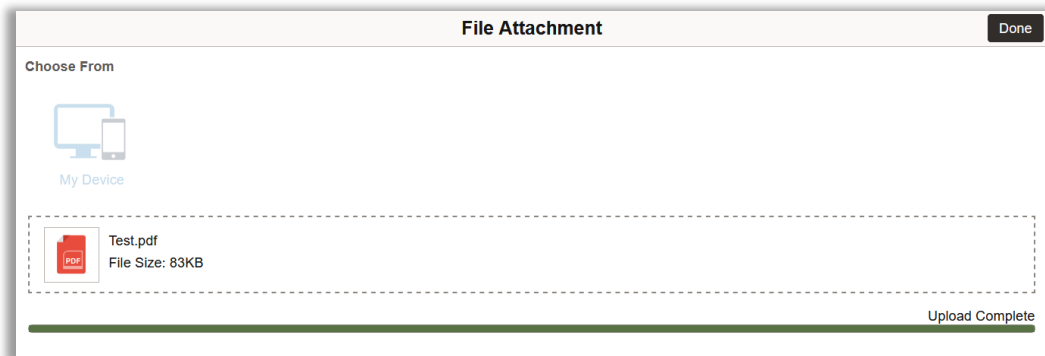 File Attachment
Done
Choose From
My Device
PDF
Test.pdf
File Size: 83KB
Upload Complete